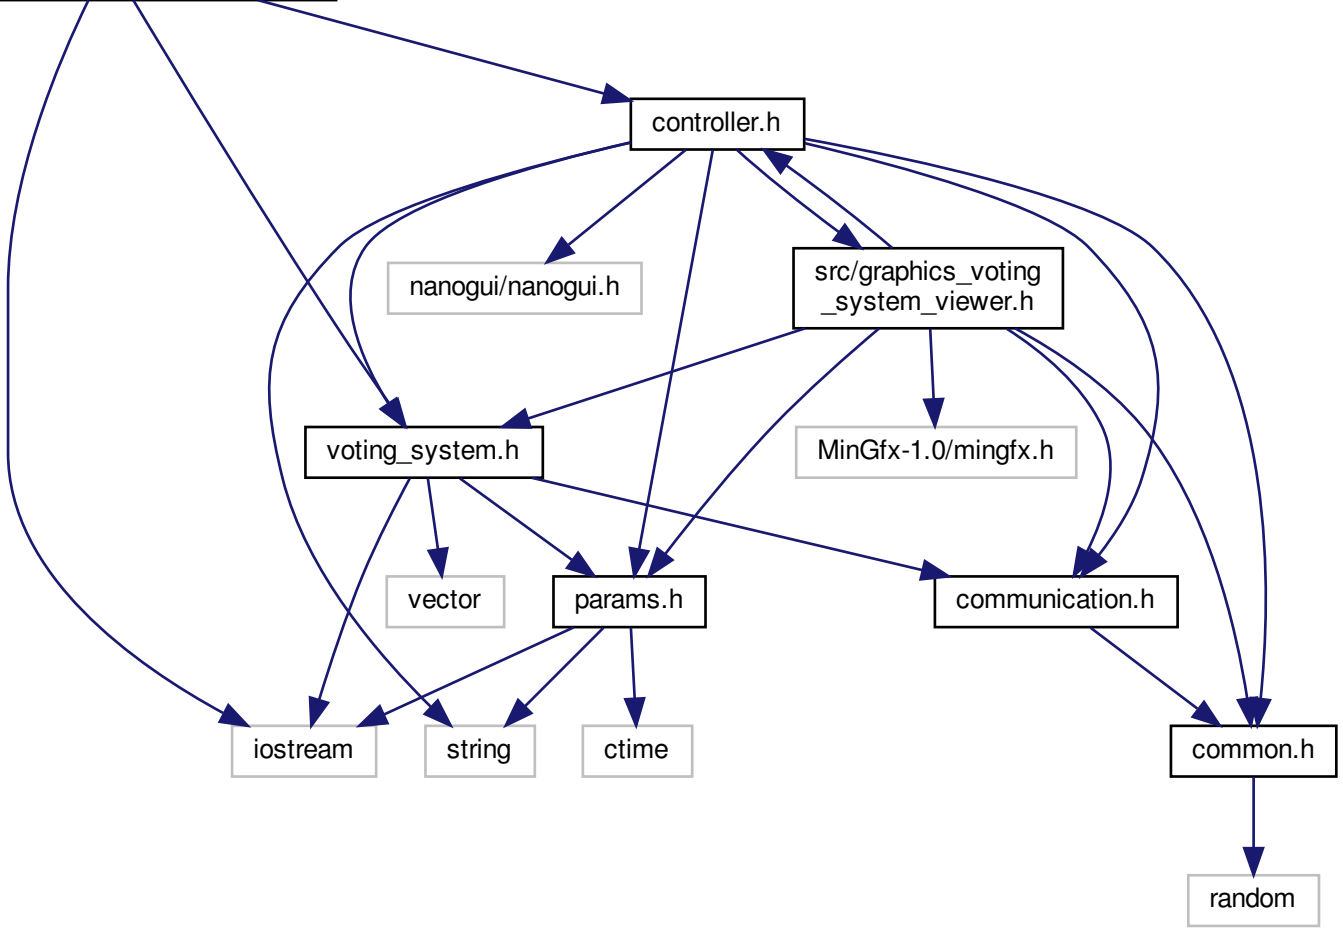 controller.h
src/graphics_voting
_system_viewer.h
nanogui/nanogui.h
voting_system.h
MinGfx-1.0/mingfx.h
vector
params.h
communication.h
iostream
string
ctime
common.h
random